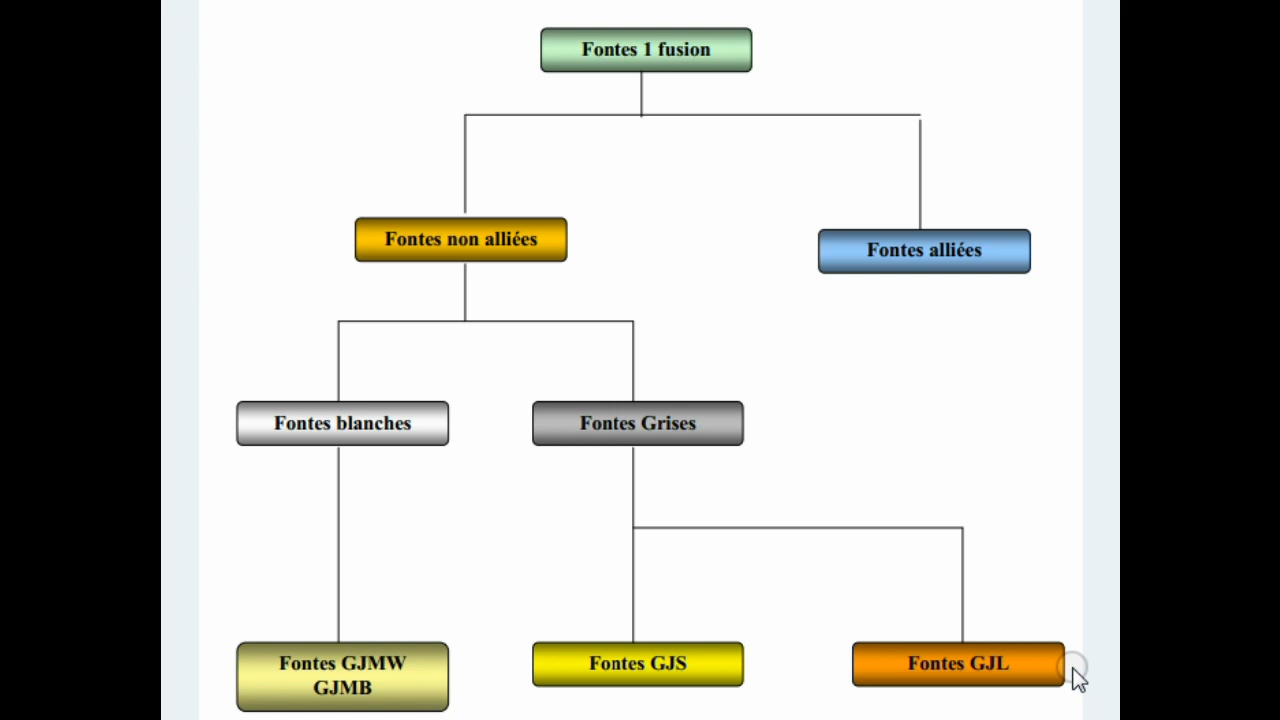 Fontes 1 fusion
Fontes non alliées
Fontes alliées
Fontes blanches
Fontes Grises
Fontes GJMW
GJMB
Fontes GJS
Fontes GJL